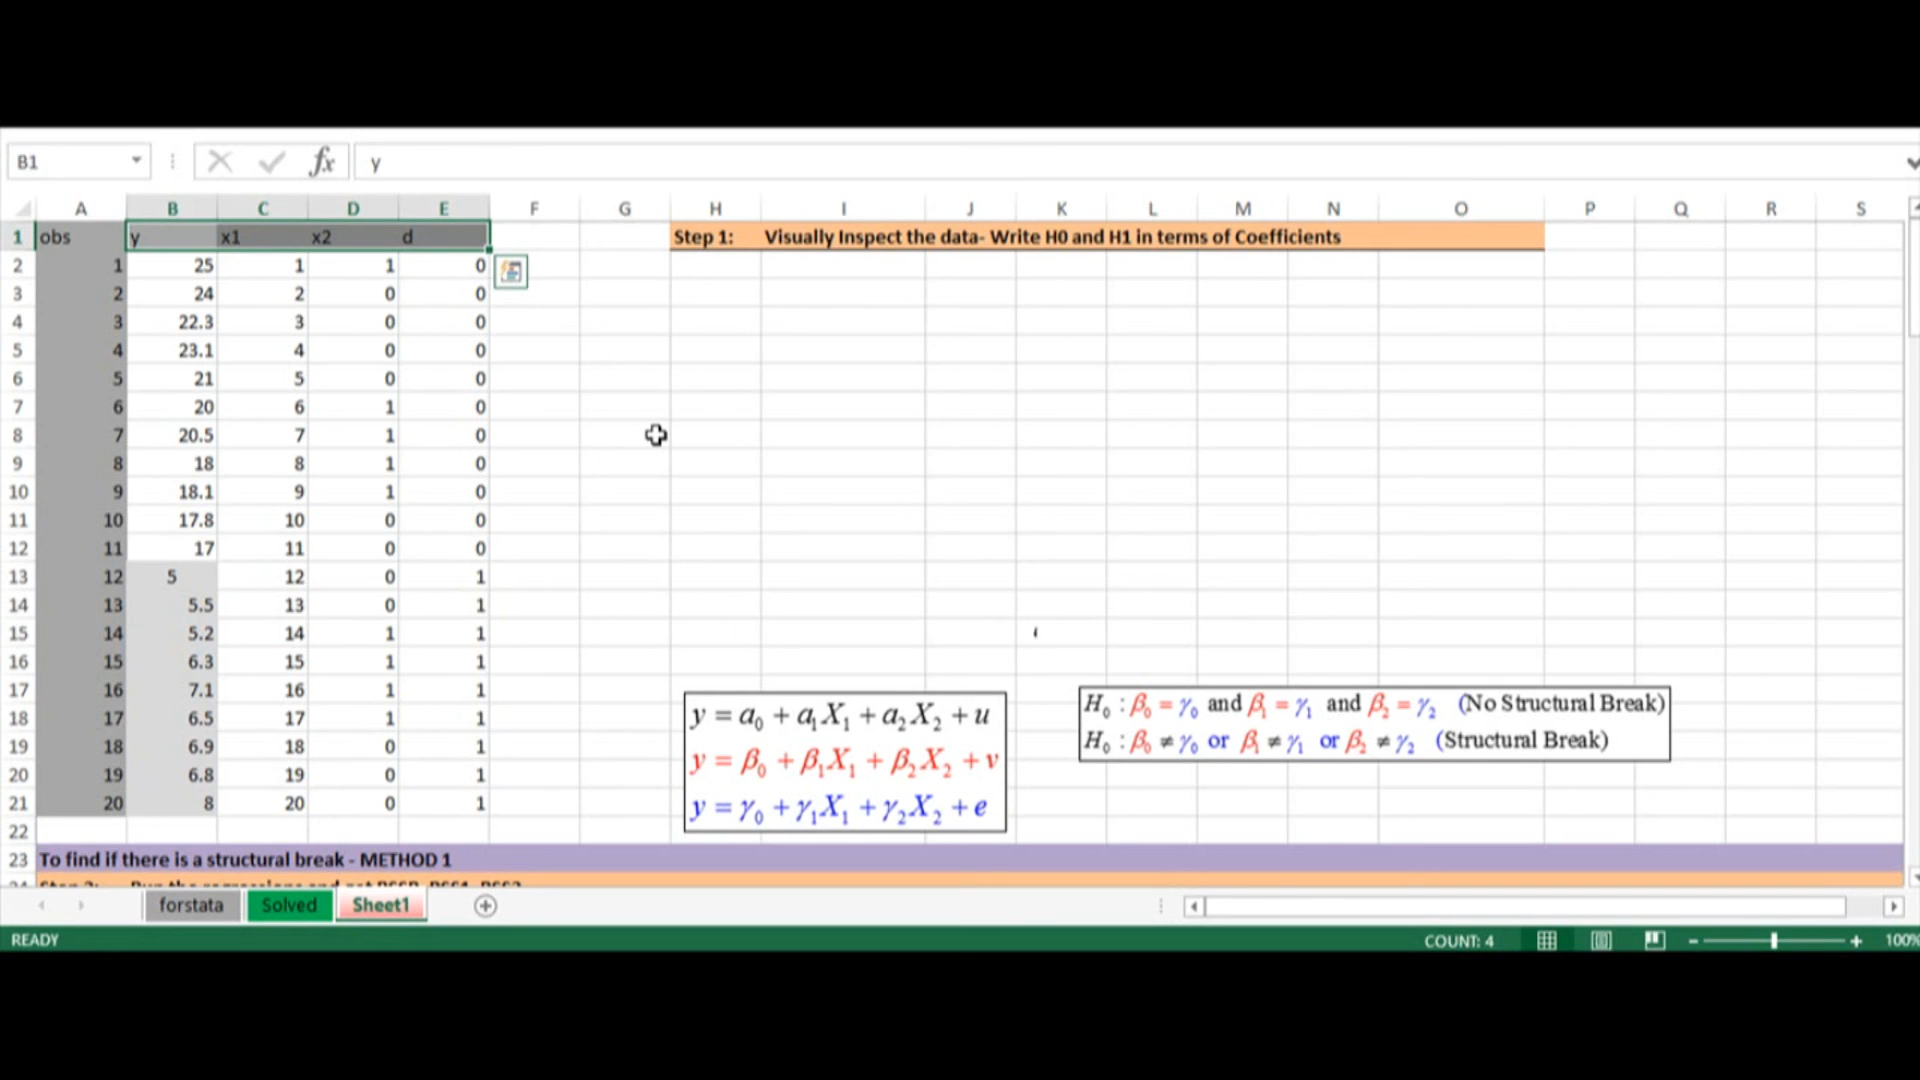 B1 fx y
A B C D E F G H I J K L M N O P Q R S
1 obs y x1 x2 d Step 1: Visually Inspect the data- Write H0 and H1 in terms of Coefficients
2 1 25 1 1 0
3 2 24 2 0 0
4 3 22.3 3 0 0
5 4 23.1 4 0 0
6 5 21 5 0 0
7 6 20 6 1 0
8 7 20.5 7 1 0
9 8 18 8 1 0
10 9 18.1 9 1 0
11 10 17.8 10 0 0
12 11 17 11 0 0
13 12 5 12 0 1
14 13 5.5 13 0 1
15 14 5.2 14 1 1
16 15 6.3 15 1 1
17 16 7.1 16 1 1
18 17 6.5 17 1 1
19 18 6.9 18 0 1
20 19 6.8 19 0 1
21 20 8 20 0 1
22
y = a₀ + a₁X₁ + a₂X₂ + u
y = β₀ + β₁X₁ + β₂X₂ + v
y = γ₀ + γ₁X₁ + γ₂X₂ + e
H₀ : β₀ = γ₀ and β₁ = γ₁ and β₂ = γ₂ (No Structural Break)
H₀ : β₀ ≠ γ₀ or β₁ ≠ γ₁ or β₂ ≠ γ₂ (Structural Break)
23 To find if there is a structural break - METHOD 1
forstata Solved Sheet1
READY COUNT: 4 100%